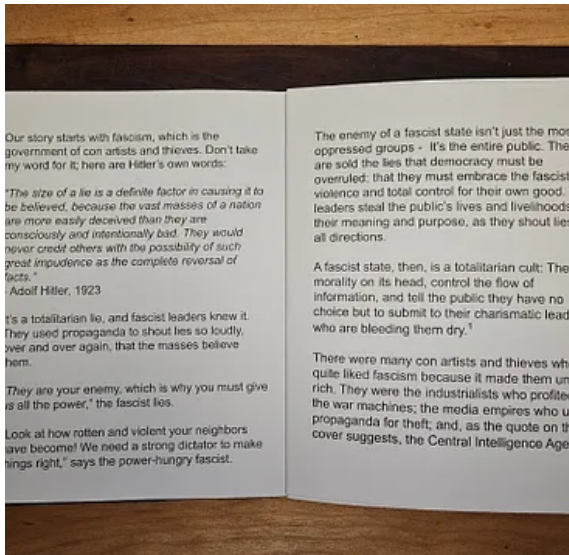 Our story starts with fascism, which is the
government of con artists and thieves. Don't take
my word for it; here are Hitler's own words:
"The size of a lie is a definite factor in causing it to
be believed, because the vast masses of a nation
are more easily deceived than they are
consciously and intentionally bad. They would
never credit others with the possibility of such
great impudence as the complete reversal of
facts."
- Adolf Hitler, 1923
It's a totalitarian lie, and fascist leaders knew it.
They used propaganda to shout lies so loudly,
over and over again, that the masses believe
them.
"They are your enemy, which is why you must give
us all the power," the fascist lies.
Look at how rotten and violent your neighbors
have become! We need a strong dictator to make
things right," says the power-hungry fascist.
The enemy of a fascist state isn't just the
oppressed groups - It's the entire public.
are sold the lies that democracy must be
overruled; that they must embrace the fascist
violence and total control for their own good.
leaders steal the public's lives and livelihoods
their meaning and purpose, as they shout lies
all directions.
A fascist state, then, is a totalitarian cult:
morality on its head, control the flow of
information, and tell the public they have no
choice but to submit to their charismatic
who are bleeding them dry.¹
There were many con artists and thieves
quite liked fascism because it made them
rich. They were the industrialists who
the war machines; the media empires who
propaganda for theft; and, as the quote on
cover suggests, the Central Intelligence